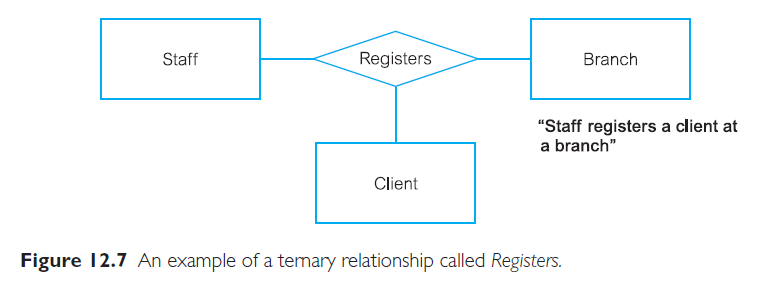 Staff
Registers
Branch
“Staff registers a client at
a branch”
Client
Figure 12.7 An example of a ternary relationship called Registers.